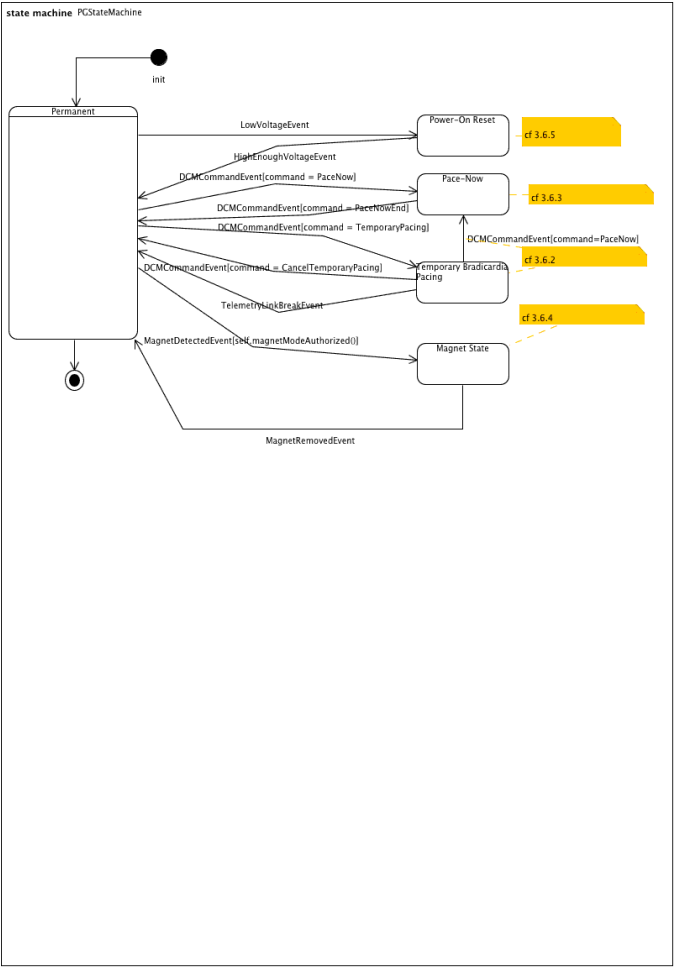 state machine PGStateMachine
init
Permanent
LowVoltageEvent
Power-On Reset
cf 3.6.5
HighEnoughVoltageEvent
DCMCommandEvent[command = PaceNow]
Pace-Now
cf 3.6.3
DCMCommandEvent[command = PaceNowEnd]
DCMCommandEvent[command = TemporaryPacing]
DCMCommandEvent[command=PaceNow]
cf 3.6.2
DCMCommandEvent[command = CancelTemporaryPacing]
Temporary Bradicardia
Pacing
TelemetryLinkBreakEvent
cf 3.6.4
MagnetDetectedEvent[self.magnetModeAuthorized()]
Magnet State
MagnetRemovedEvent